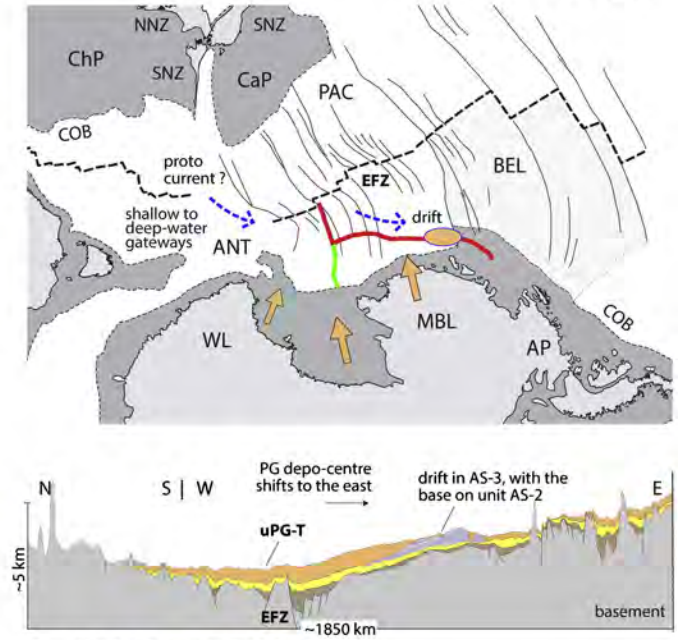 NNZ
SNZ
ChP
SNZ
CaP
PAC
COB
proto
current ?
EFZ
BEL
shallow to
deep-water
gateways
drift
ANT
WL
MBL
COB
AP
PG depo-centre
shifts to the east
drift in AS-3, with the
base on unit AS-2
N
S | W
E
uPG-T
~5 km
EFZ
basement
~1850 km